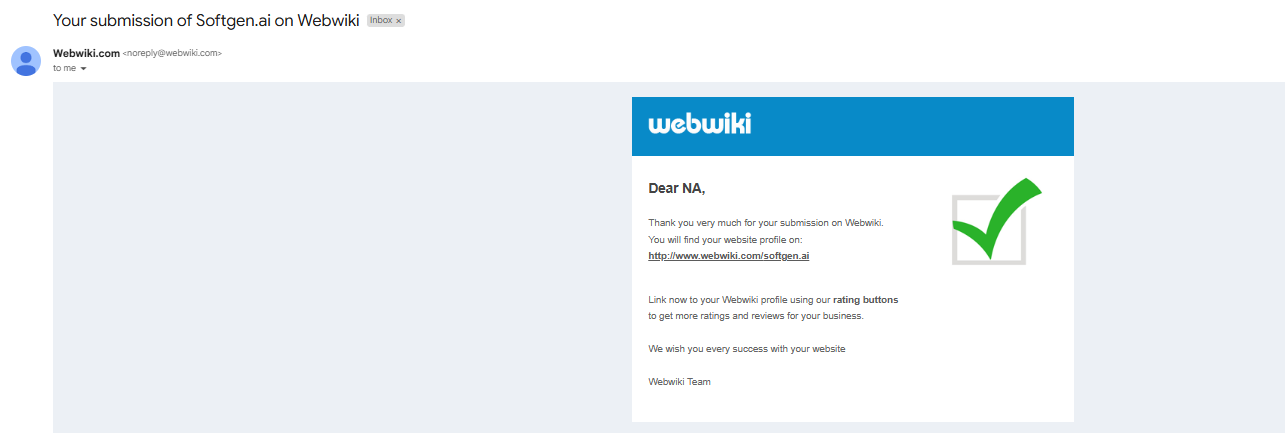 Your submission of Softgen.ai on Webwiki Inbox ×
Webwiki.com <noreply@webwiki.com>
to me
webwiki
Dear NA,
Thank you very much for your submission on Webwiki.
You will find your website profile on:
http://www.webwiki.com/softgen.ai
Link now to your Webwiki profile using our rating buttons
to get more ratings and reviews for your business.
We wish you every success with your website
Webwiki Team